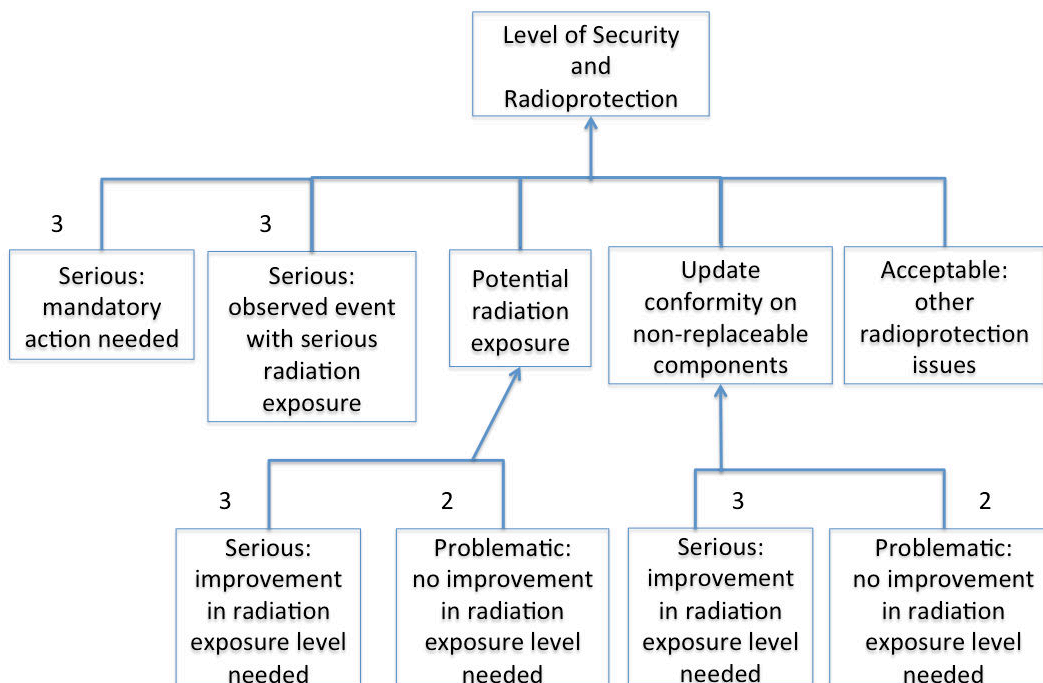 Level of Security
and
Radioprotection
3
3
Serious:
mandatory
action needed
Serious:
observed event
with serious
radiation
exposure
Potential
radiation
exposure
Update
conformity on
non-replaceable
components
Acceptable:
other
radioprotection
issues
3
2
3
2
Serious:
improvement
in radiation
exposure level
needed
Problematic:
no improvement
in radiation
exposure level
needed
Serious:
improvement
in radiation
exposure level
needed
Problematic:
no improvement
in radiation
exposure level
needed